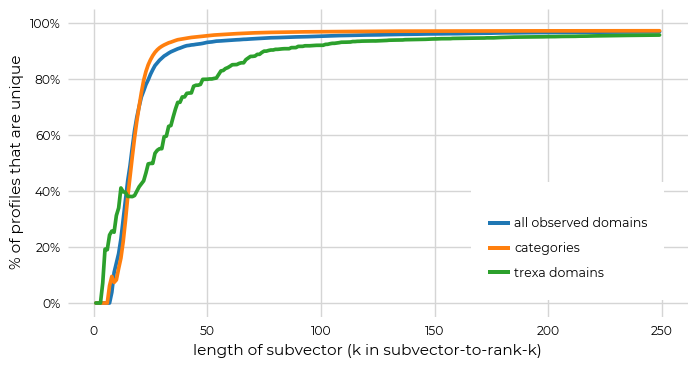 100%
80%
60%
40%
20%
0%
% of profiles that are unique
all observed domains
categories
trexa domains
0 50 100 150 200 250
length of subvector (k in subvector-to-rank-k)